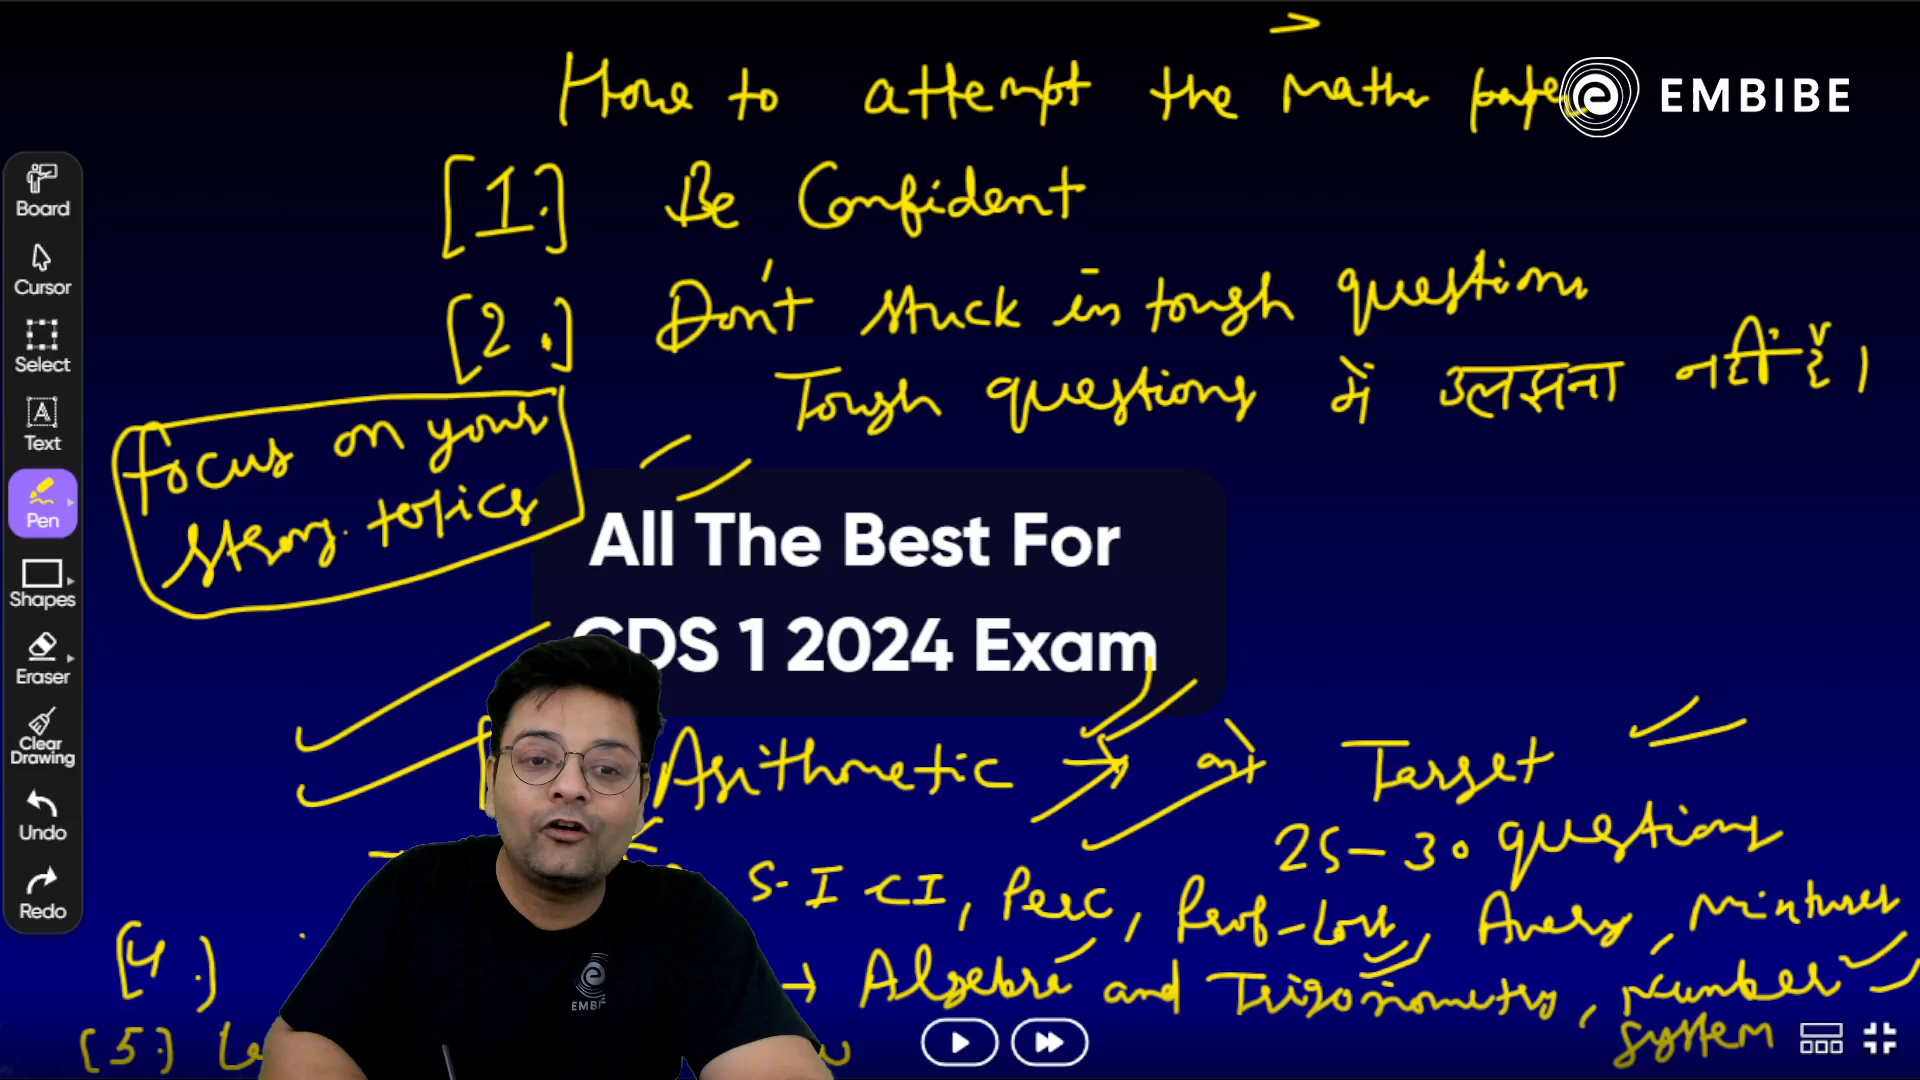 How to attempt the Maths paper
EMBIBE
[1.] Be Confident
[2.] Don't stuck in tough questions
Tough questions में उलझना नहीं है।
focus on your
strong topics
All The Best For
CDS 1 2024 Exam
Arithmetic → Target
25-30 questions
S-I CI, Perc, Prof-Loss, Averg, Mixtures
[4.] → Algebra and Trigonometry, Number
system
[5.]
Board
Cursor
Select
Text
Pen
Shapes
Eraser
Clear
Drawing
Undo
Redo